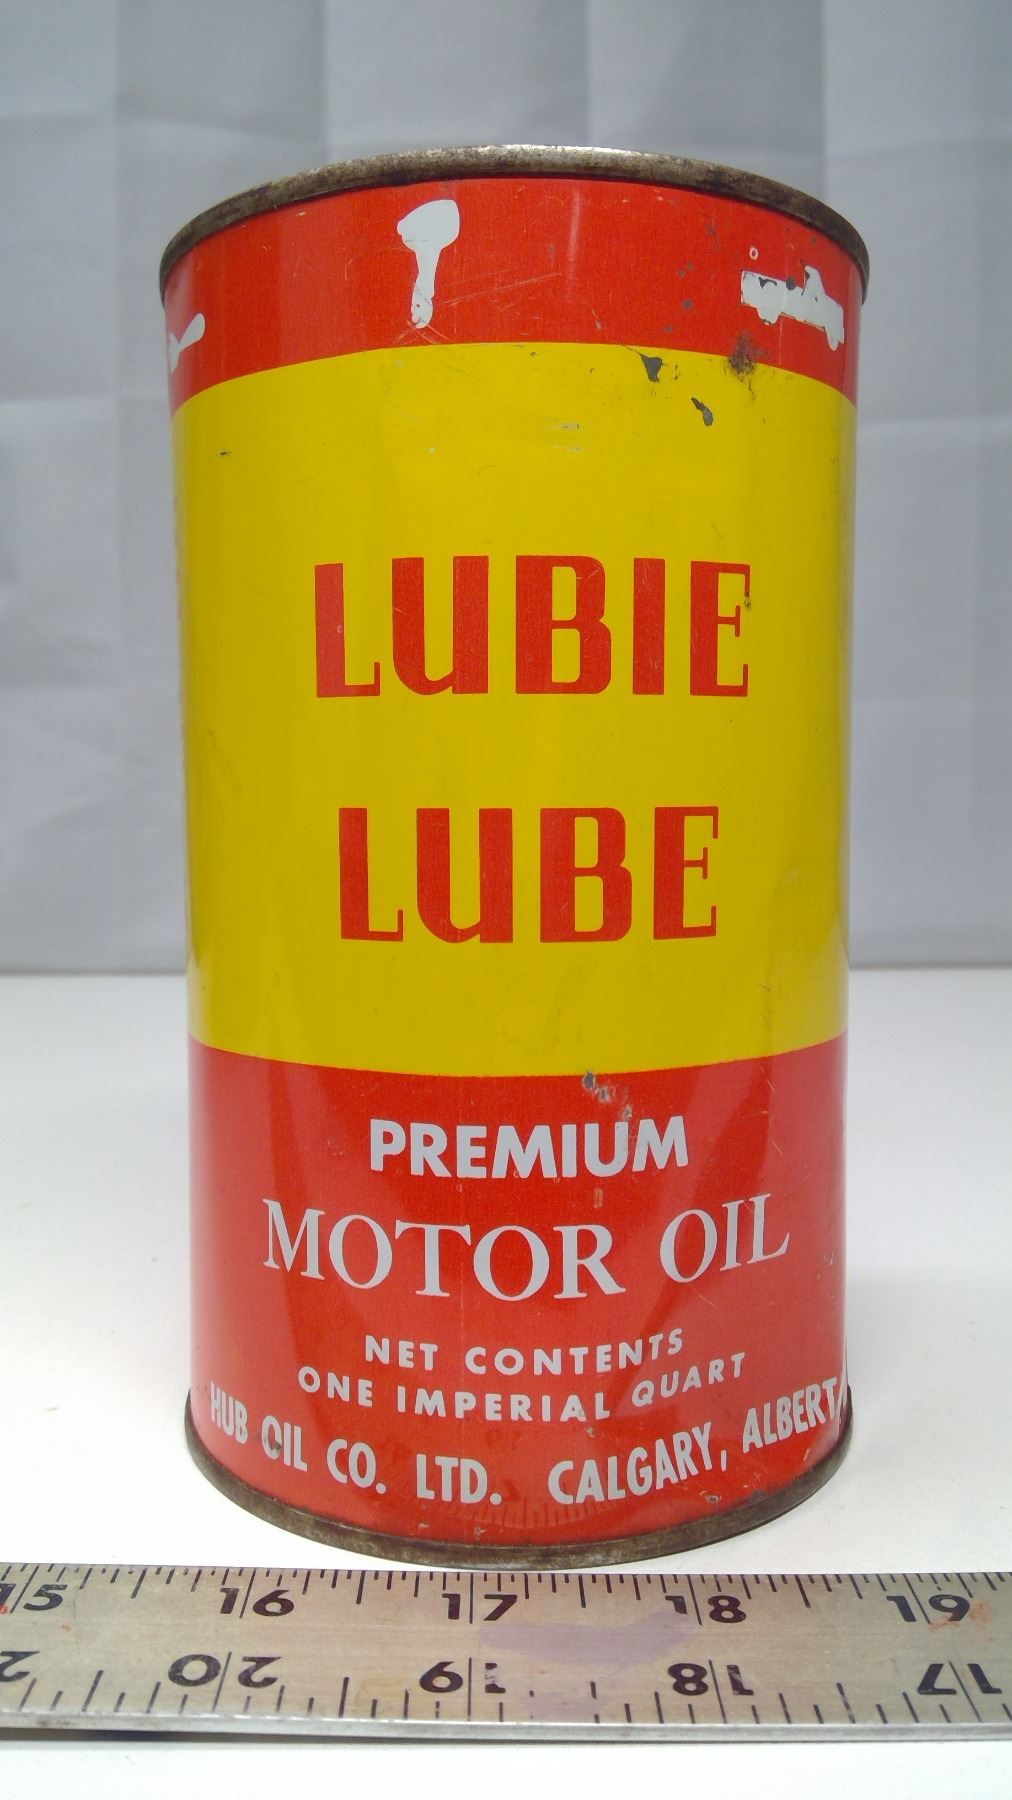 LUBIE
LUBE
PREMIUM
MOTOR OIL
NET CONTENTS
ONE IMPERIAL QUART
HUB OIL CO. LTD. CALGARY, ALBERT
15 16 17 18 19
20 19 18 17